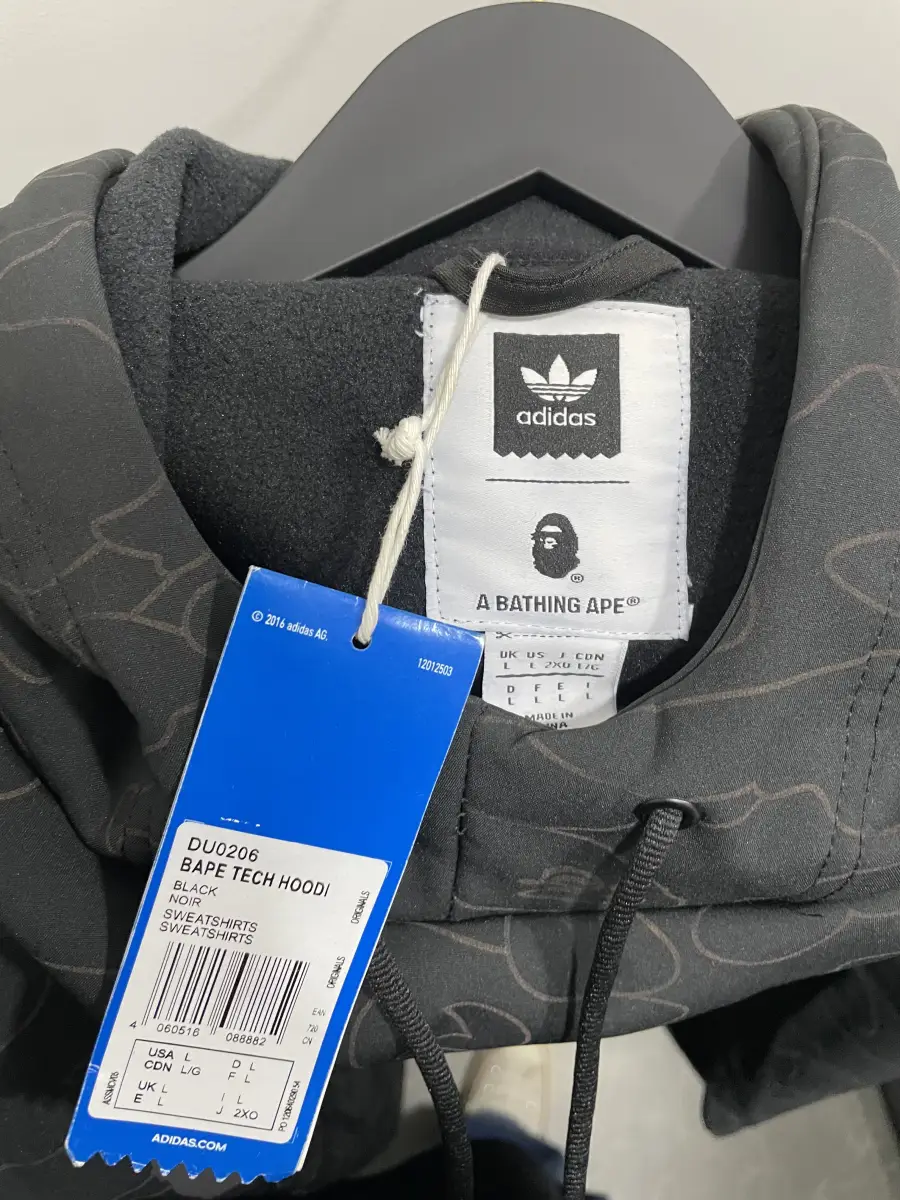 adidas
®
A BATHING APE®
UK US J CDN
L L 2XO L/G
D F E I
L L L L
MADE IN
© 2016 adidas AG.
12012503
DU0206
BAPE TECH HOODI
BLACK
NOIR
SWEATSHIRTS
SWEATSHIRTS
ORIGINALS
ORIGINALS
EAN
720
CN
4 060516 088882
USA L D L
CDN L/G F L
UK L I L
E L J 2XO
ADIDAS.COM